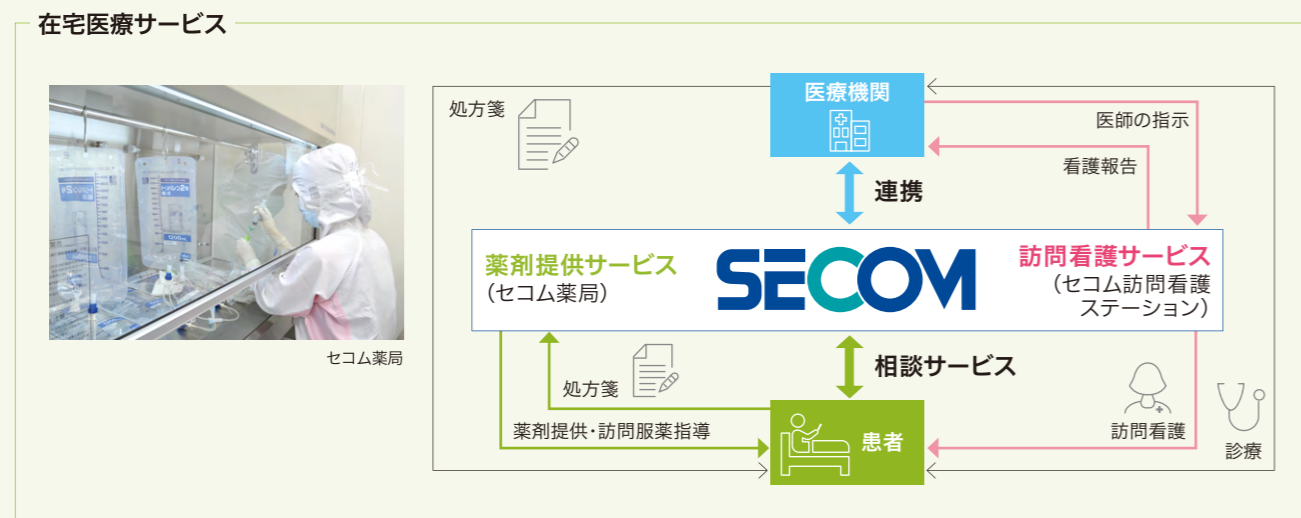 在宅医療サービス
処方箋
医療機関
医師の指示
看護報告
連携
薬剤提供サービス
（セコム薬局）
SECOM
訪問看護サービス
（セコム訪問看護
ステーション）
セコム薬局
処方箋
相談サービス
薬剤提供・訪問服薬指導
患者
訪問看護
診療